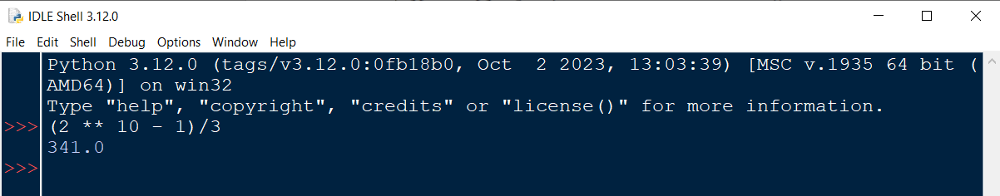 IDLE Shell 3.12.0
File Edit Shell Debug Options Window Help
Python 3.12.0 (tags/v3.12.0:0fb18b0, Oct  2 2023, 13:03:39) [MSC v.1935 64 bit (
AMD64)] on win32
Type "help", "copyright", "credits" or "license()" for more information.
>>> (2 ** 10 - 1)/3
341.0
>>>